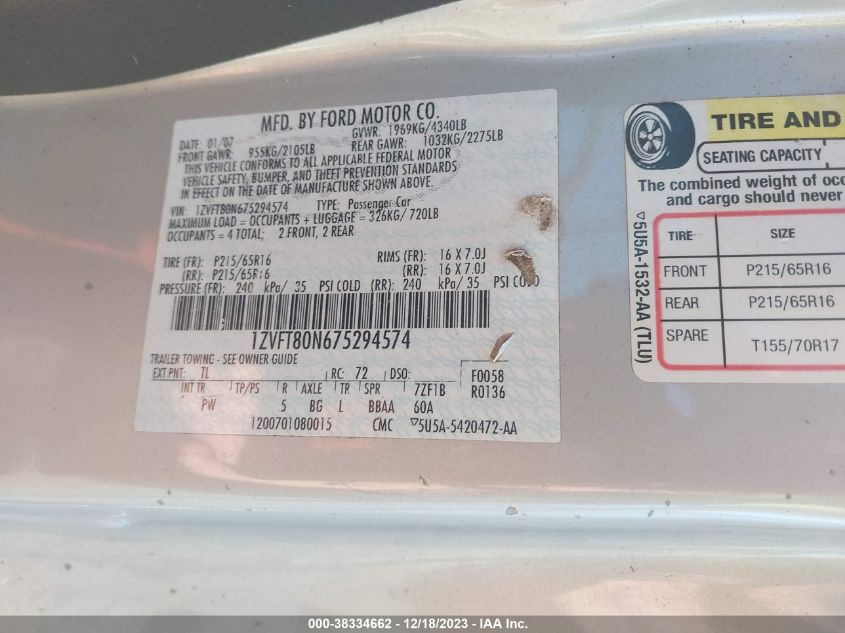 MFD. BY FORD MOTOR CO.
DATE: 01/07 GVWR: 1969KG/4340LB
FRONT GAWR: 955KG/2105LB REAR GAWR: 1032KG/2275LB
THIS VEHICLE CONFORMS TO ALL APPLICABLE FEDERAL MOTOR
VEHICLE SAFETY, BUMPER, AND THEFT PREVENTION STANDARDS
IN EFFECT ON THE DATE OF MANUFACTURE SHOWN ABOVE.
VIN: 1ZVFT80N675294574 TYPE: Passenger Car
MAXIMUM LOAD = OCCUPANTS + LUGGAGE = 326KG/ 720LB
OCCUPANTS = 4 TOTAL; 2 FRONT, 2 REAR
TIRE (FR): P215/65R16 RIMS (FR): 16 X 7.0J
(RR): P215/65R16 (RR): 16 X 7.0J
PRESSURE (FR): 240 kPa/ 35 PSI COLD (RR): 240 kPa/ 35 PSI COLD
1ZVFT80N675294574
TRAILER TOWING - SEE OWNER GUIDE
EXT PNT: TL RC: 72 DSO: F0058
INT TR TP/PS R AXLE TR SPR 7ZF1B R0136
PW 5 BG L BBAA 60A
1200701080015 CMC ▽5U5A-5420472-AA
TIRE AND
SEATING CAPACITY
The combined weight of occ
and cargo should never
▽5U5A-1532-AA (TLU)
TIRE SIZE
FRONT P215/65R16
REAR P215/65R16
SPARE T155/70R17
000-38334662 - 12/18/2023 - IAA Inc.